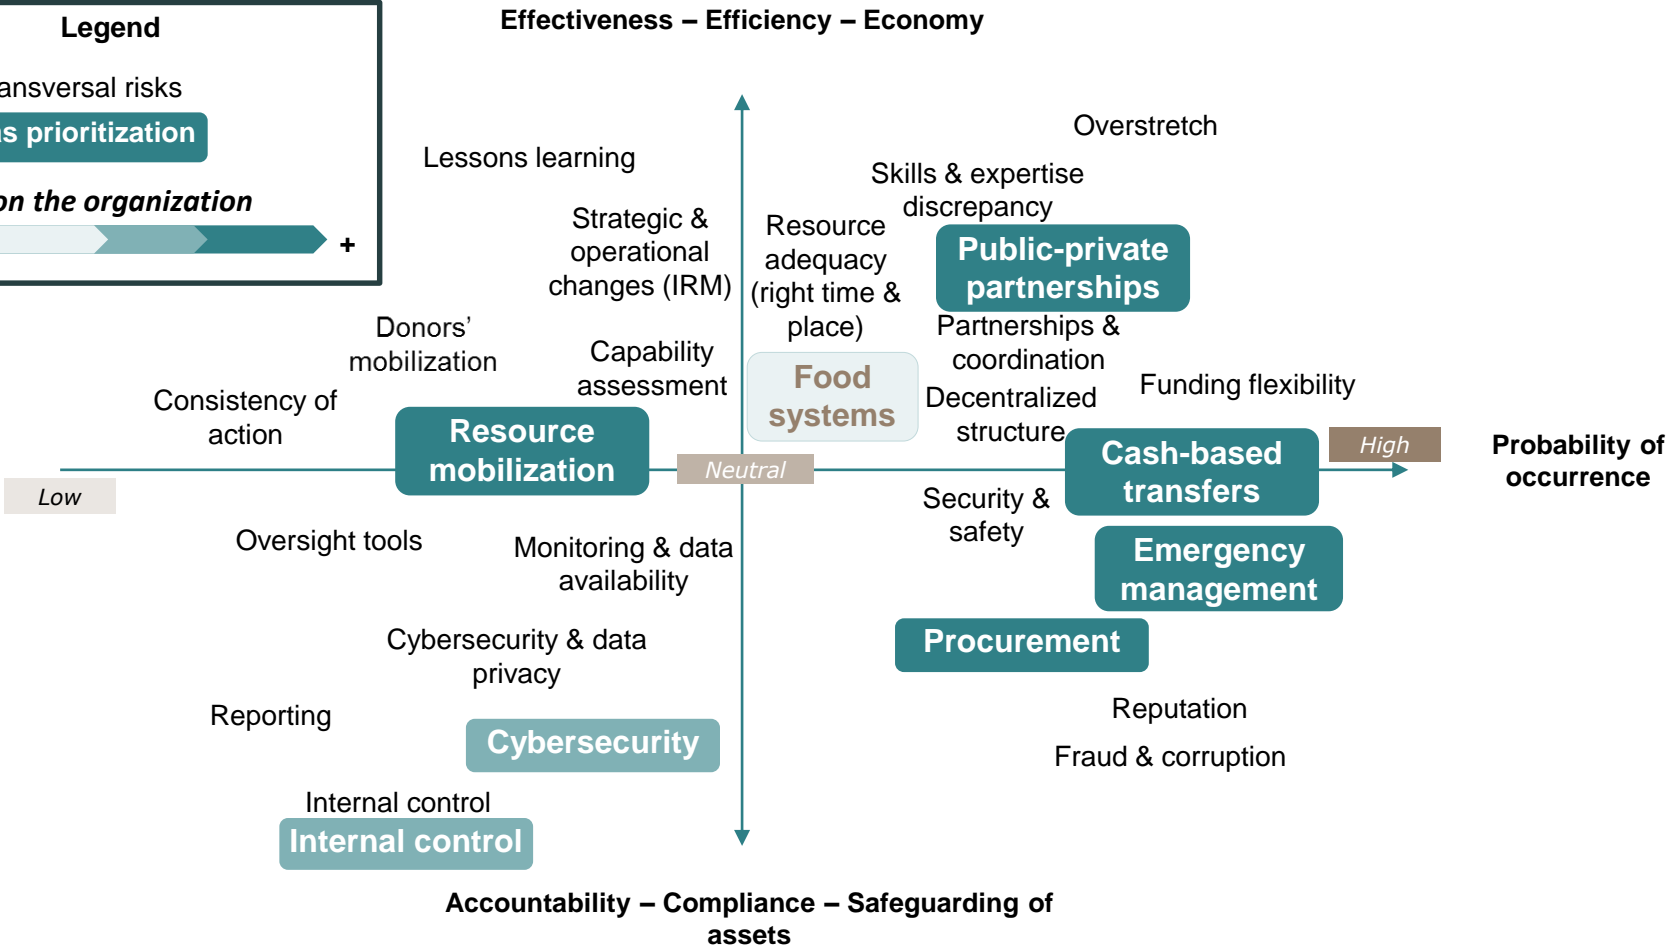 Legend
ansversal risks
s prioritization
on the organization
+
Effectiveness – Efficiency – Economy
Overstretch
Lessons learning
Skills & expertise
discrepancy
Strategic &
operational
changes (IRM)
Resource
adequacy
(right time &
place)
Public-private
partnerships
Donors’
mobilization
Capability
assessment
Partnerships &
coordination
Food
systems
Funding flexibility
Consistency of
action
Decentralized
structure
Resource
mobilization
Cash-based
transfers
High
Probability of
occurrence
Neutral
Low
Security &
safety
Oversight tools
Monitoring & data
availability
Emergency
management
Cybersecurity & data
privacy
Procurement
Reporting
Reputation
Cybersecurity
Fraud & corruption
Internal control
Internal control
Accountability – Compliance – Safeguarding of
assets